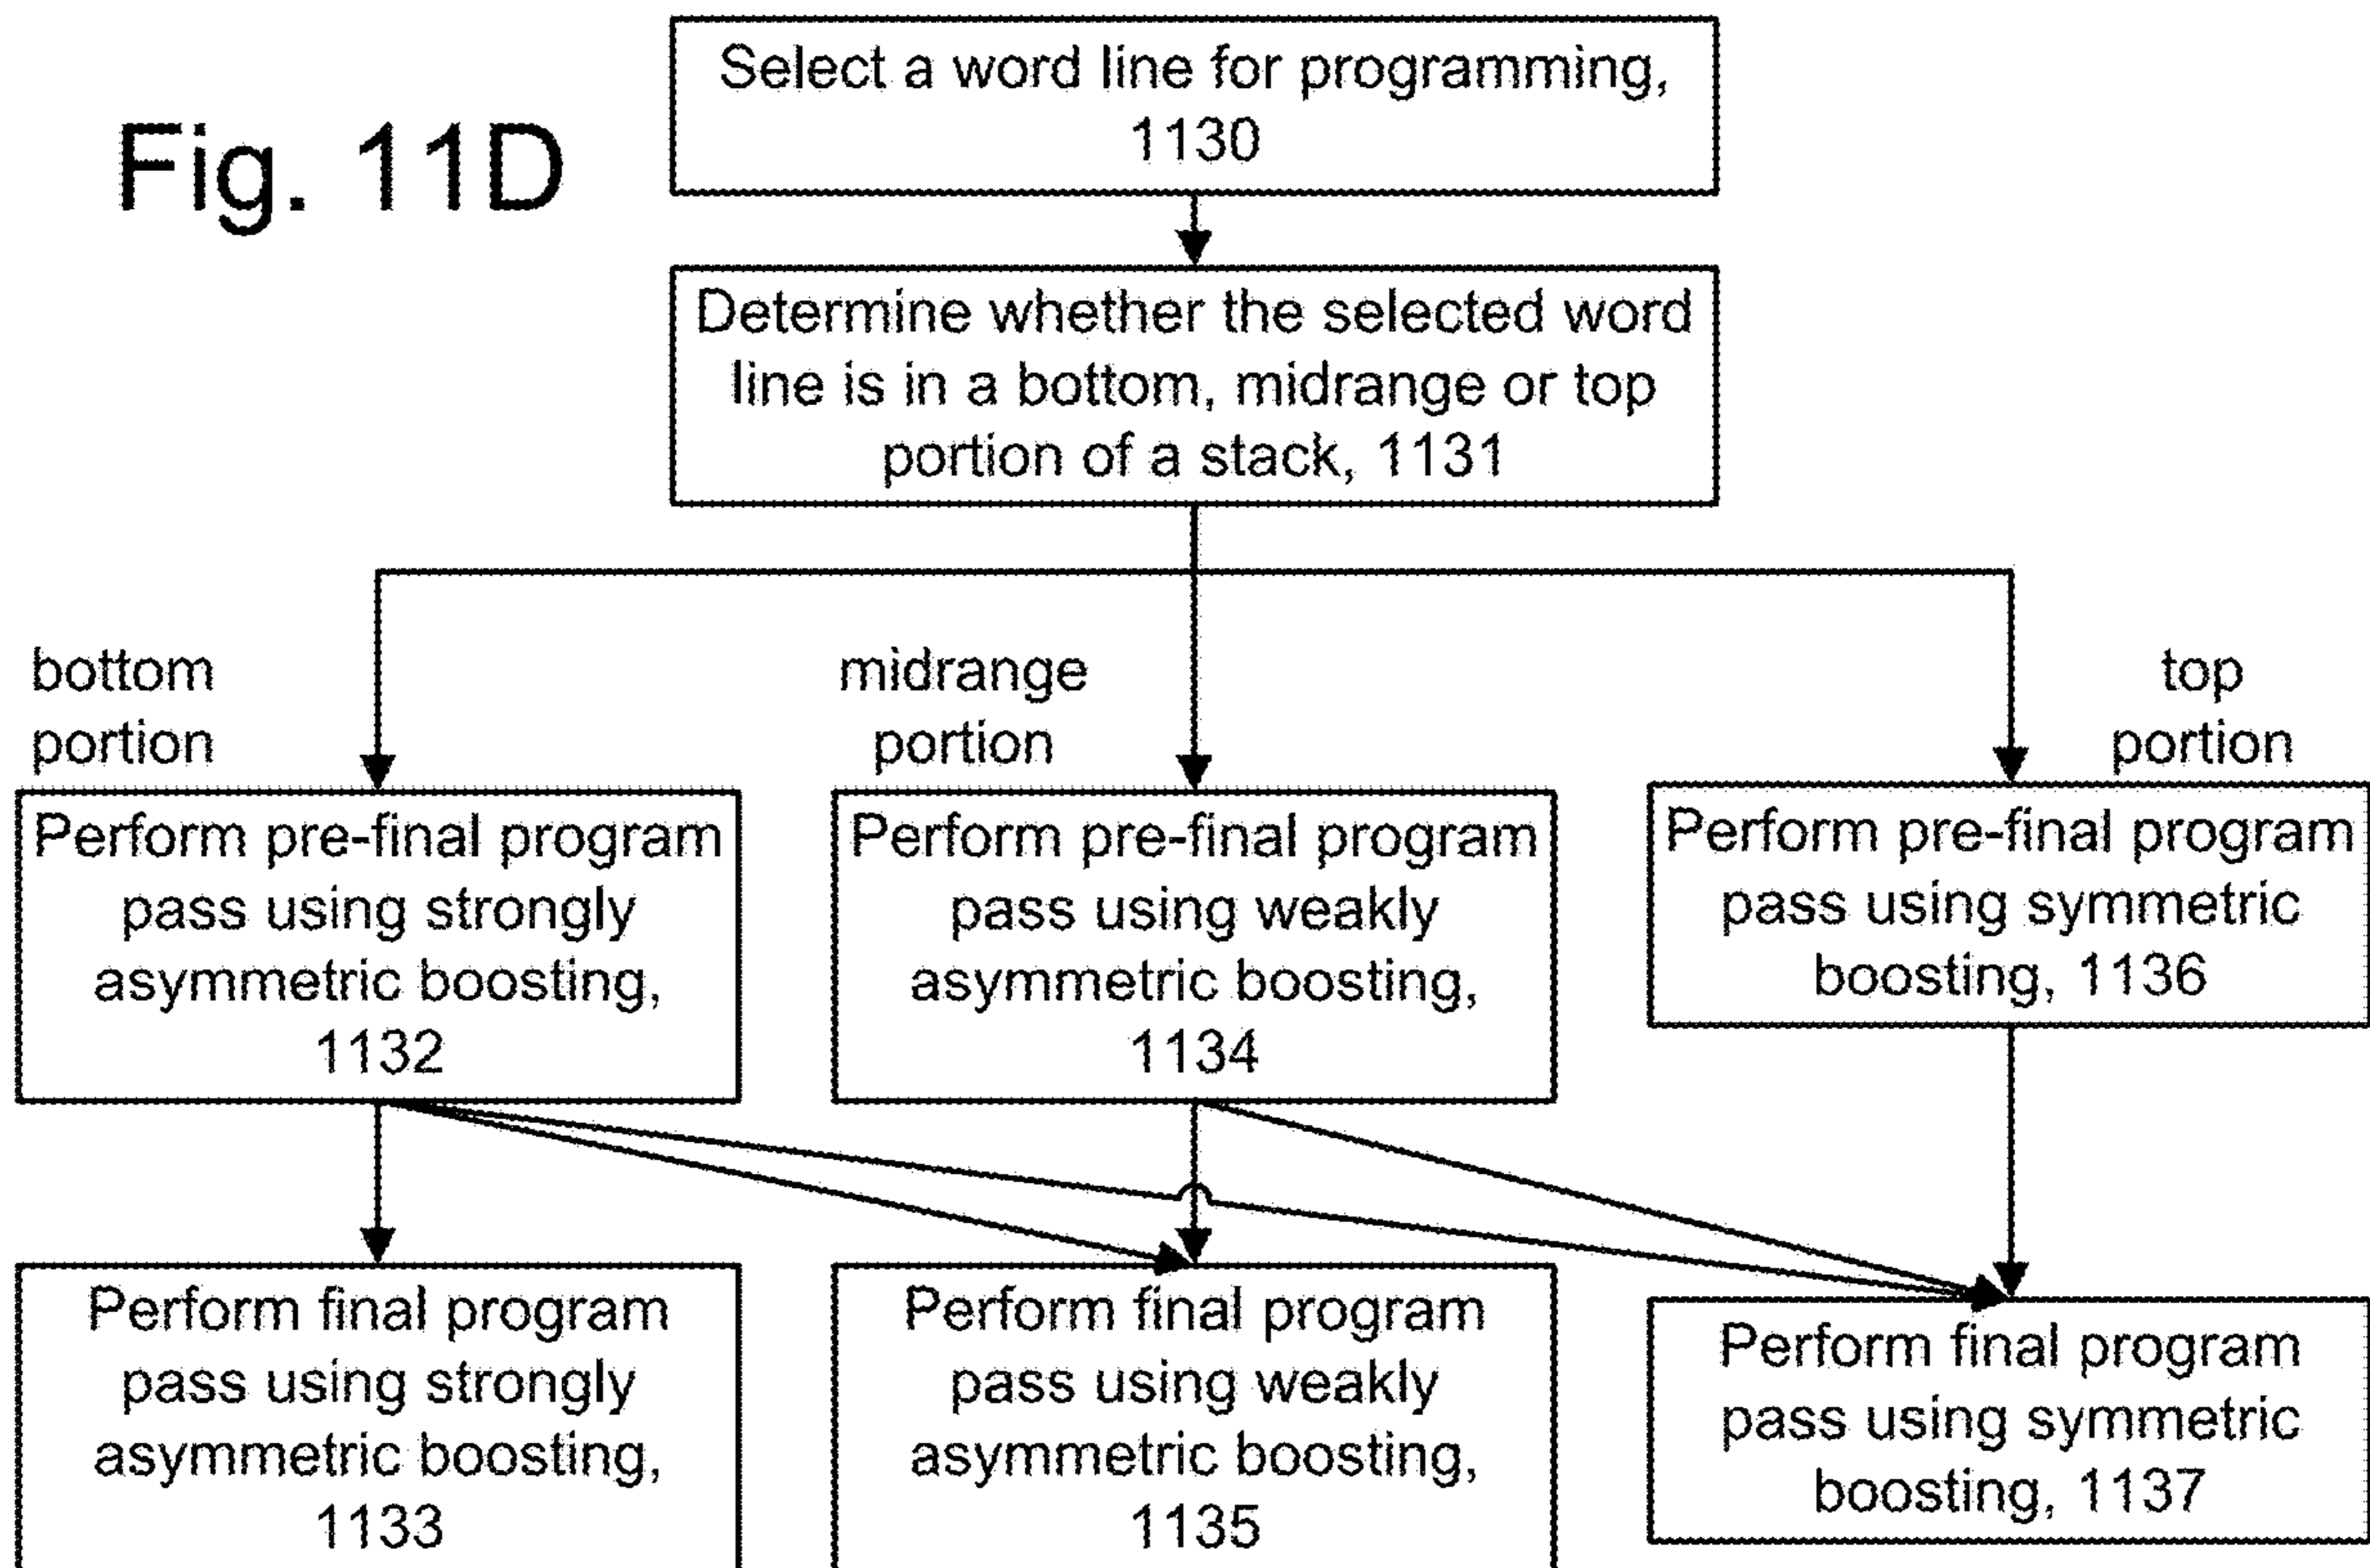 Fig. 11D
Select a word line for programming,
1130
Determine whether the selected word
line is in a bottom, midrange or top
portion of a stack, 1131
bottom
portion
midrange
portion
top
portion
Perform pre-final program
pass using strongly
asymmetric boosting,
1132
Perform pre-final program
pass using weakly
asymmetric boosting,
1134
Perform pre-final program
pass using symmetric
boosting, 1136
Perform final program
pass using strongly
asymmetric boosting,
1133
Perform final program
pass using weakly
asymmetric boosting,
1135
Perform final program
pass using symmetric
boosting, 1137